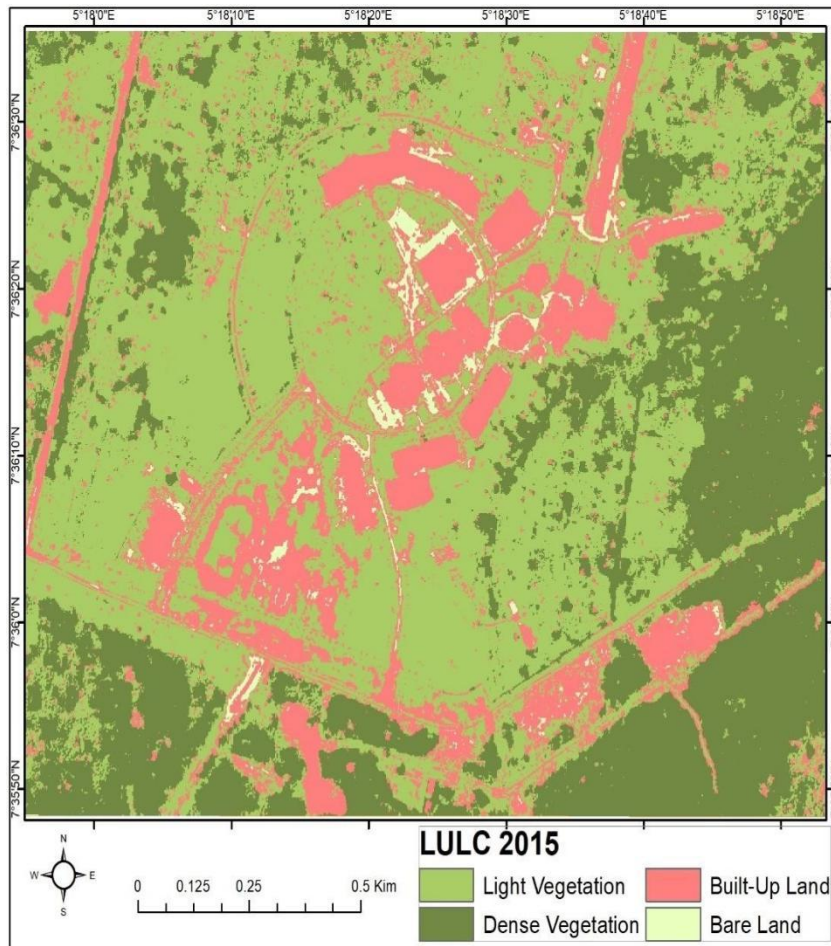 5°18'0"E 5°18'10"E 5°18'20"E 5°18'30"E 5°18'40"E 5°18'50"E
7°36'30"N
7°36'20"N
7°36'10"N
7°36'0"N
7°35'50"N
N
W E
S
0 0.125 0.25 0.5 Kim
LULC 2015
Light Vegetation Built-Up Land
Dense Vegetation Bare Land